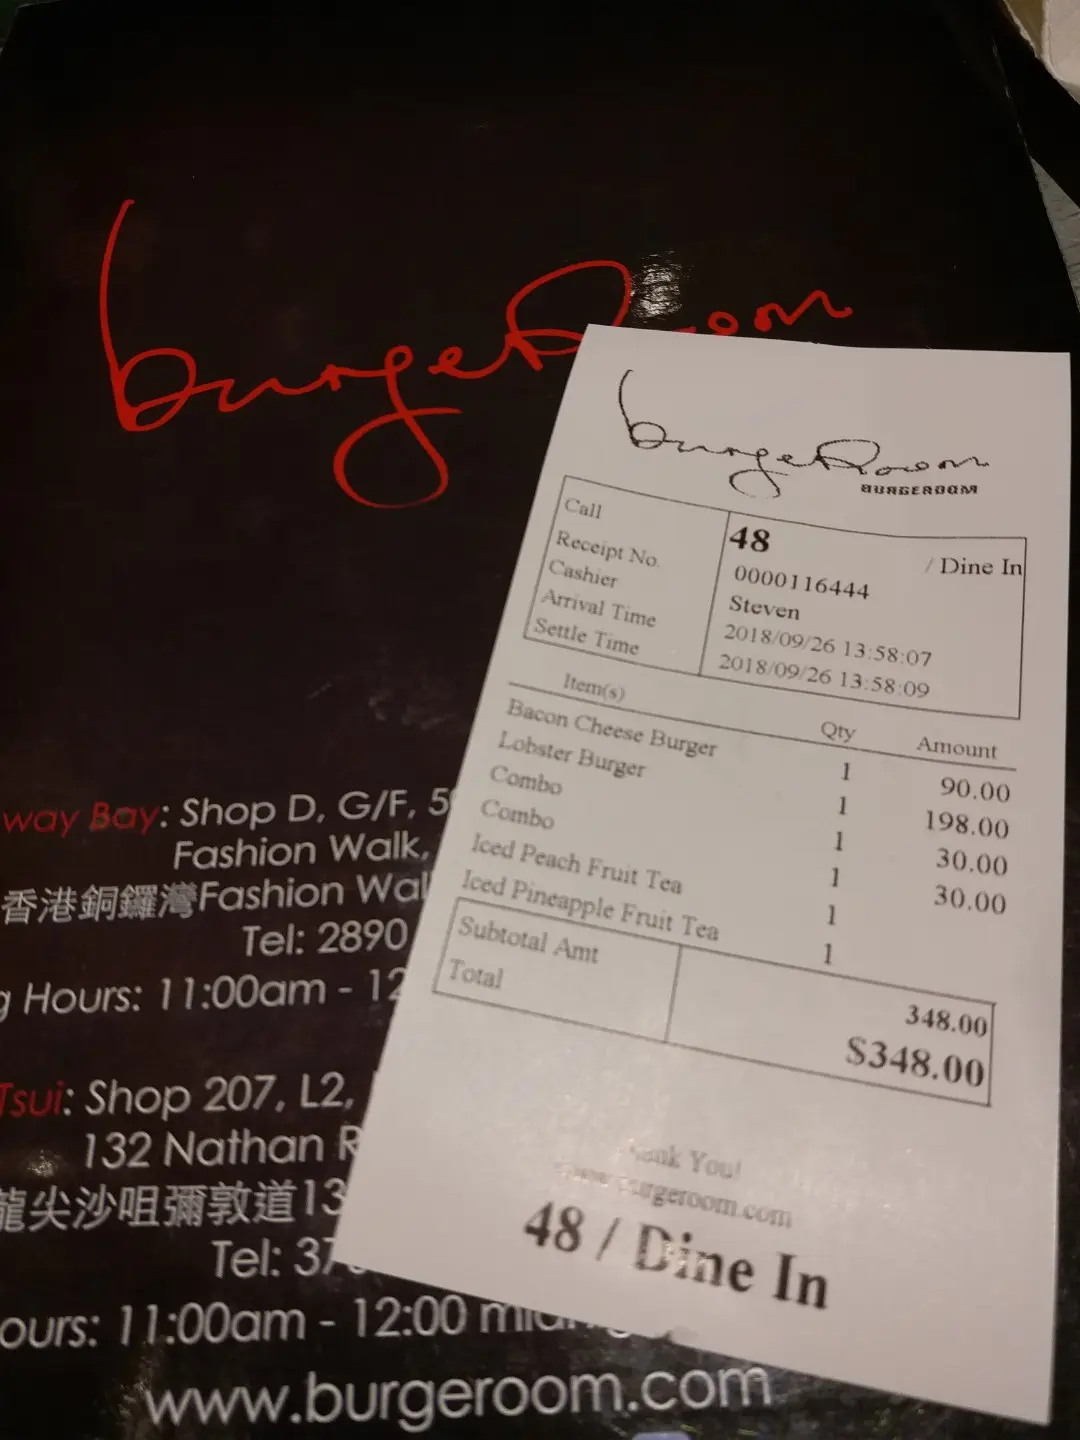 burgeRoom
way Bay: Shop D, G/F, 5
Fashion Walk,
香港銅鑼灣Fashion Wal
Tel: 2890
g Hours: 11:00am - 12
Tsui: Shop 207, L2,
132 Nathan R
龍尖沙咀彌敦道13
Tel: 37
ours: 11:00am - 12:00
www.burgeroom.com
burgeRoom
BURGEROOM
Call 48 / Dine In
Receipt No. 0000116444
Cashier Steven
Arrival Time 2018/09/26 13:58:07
Settle Time 2018/09/26 13:58:09
Item(s) Qty Amount
Bacon Cheese Burger 1 90.00
Lobster Burger 1 198.00
Combo 1 30.00
Combo 1 30.00
Iced Peach Fruit Tea 1
Iced Pineapple Fruit Tea 1
Subtotal Amt 348.00
Total $348.00
You!
burgeroom.com
48 / Dine In